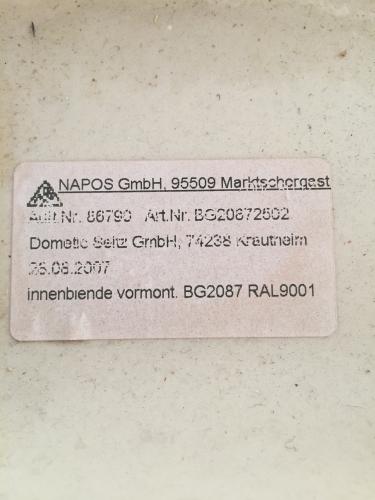 NAPOS GmbH, 95509 Marktschorgast
Auft.Nr. 86790 Art.Nr. BG20872502
Dometic Seitz GmbH, 74238 Krautheim
26.06.2007
innenblende vormont. BG2087 RAL9001